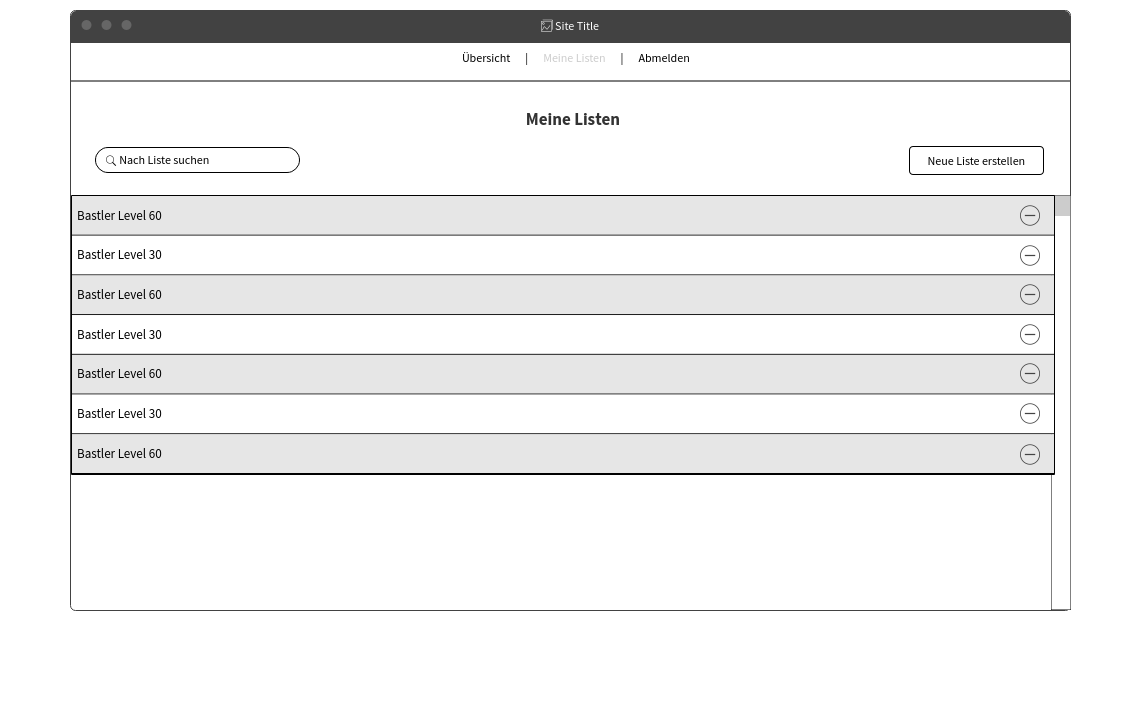 Site Title
Übersicht | Meine Listen | Abmelden
Meine Listen
Nach Liste suchen
Neue Liste erstellen
Bastler Level 60
Bastler Level 30
Bastler Level 60
Bastler Level 30
Bastler Level 60
Bastler Level 30
Bastler Level 60